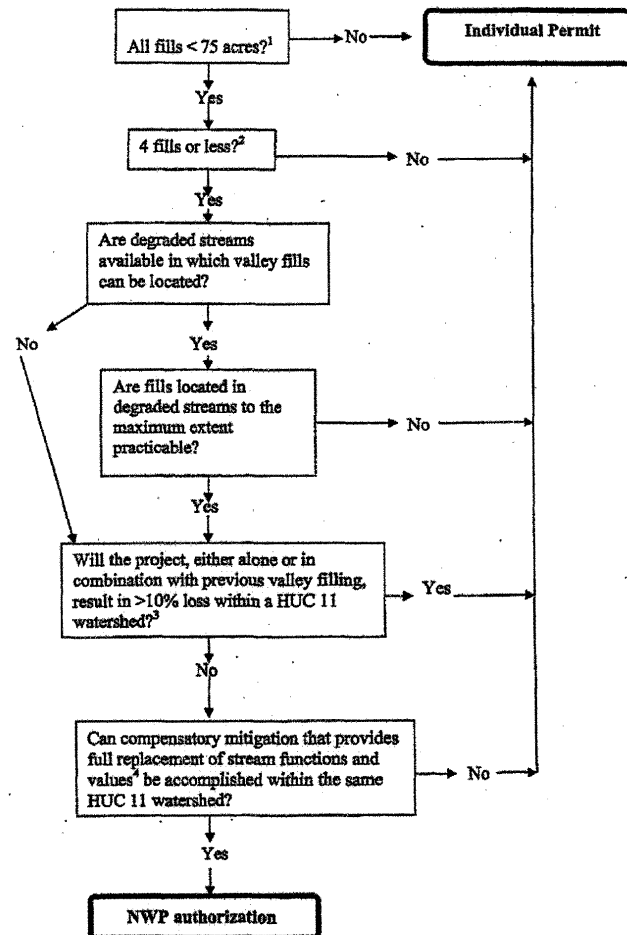 All fills < 75 acres?¹
No
Individual Permit
Yes
4 fills or less?²
No
Yes
Are degraded streams
available in which valley fills
can be located?
No
Yes
Are fills located in
degraded streams to the
maximum extent
practicable?
No
Yes
Will the project, either alone or in
combination with previous valley filling,
result in >10% loss within a HUC 11
watershed?³
Yes
No
Can compensatory mitigation that provides
full replacement of stream functions and
values⁴ be accomplished within the same
HUC 11 watershed?
No
Yes
NWP authorization